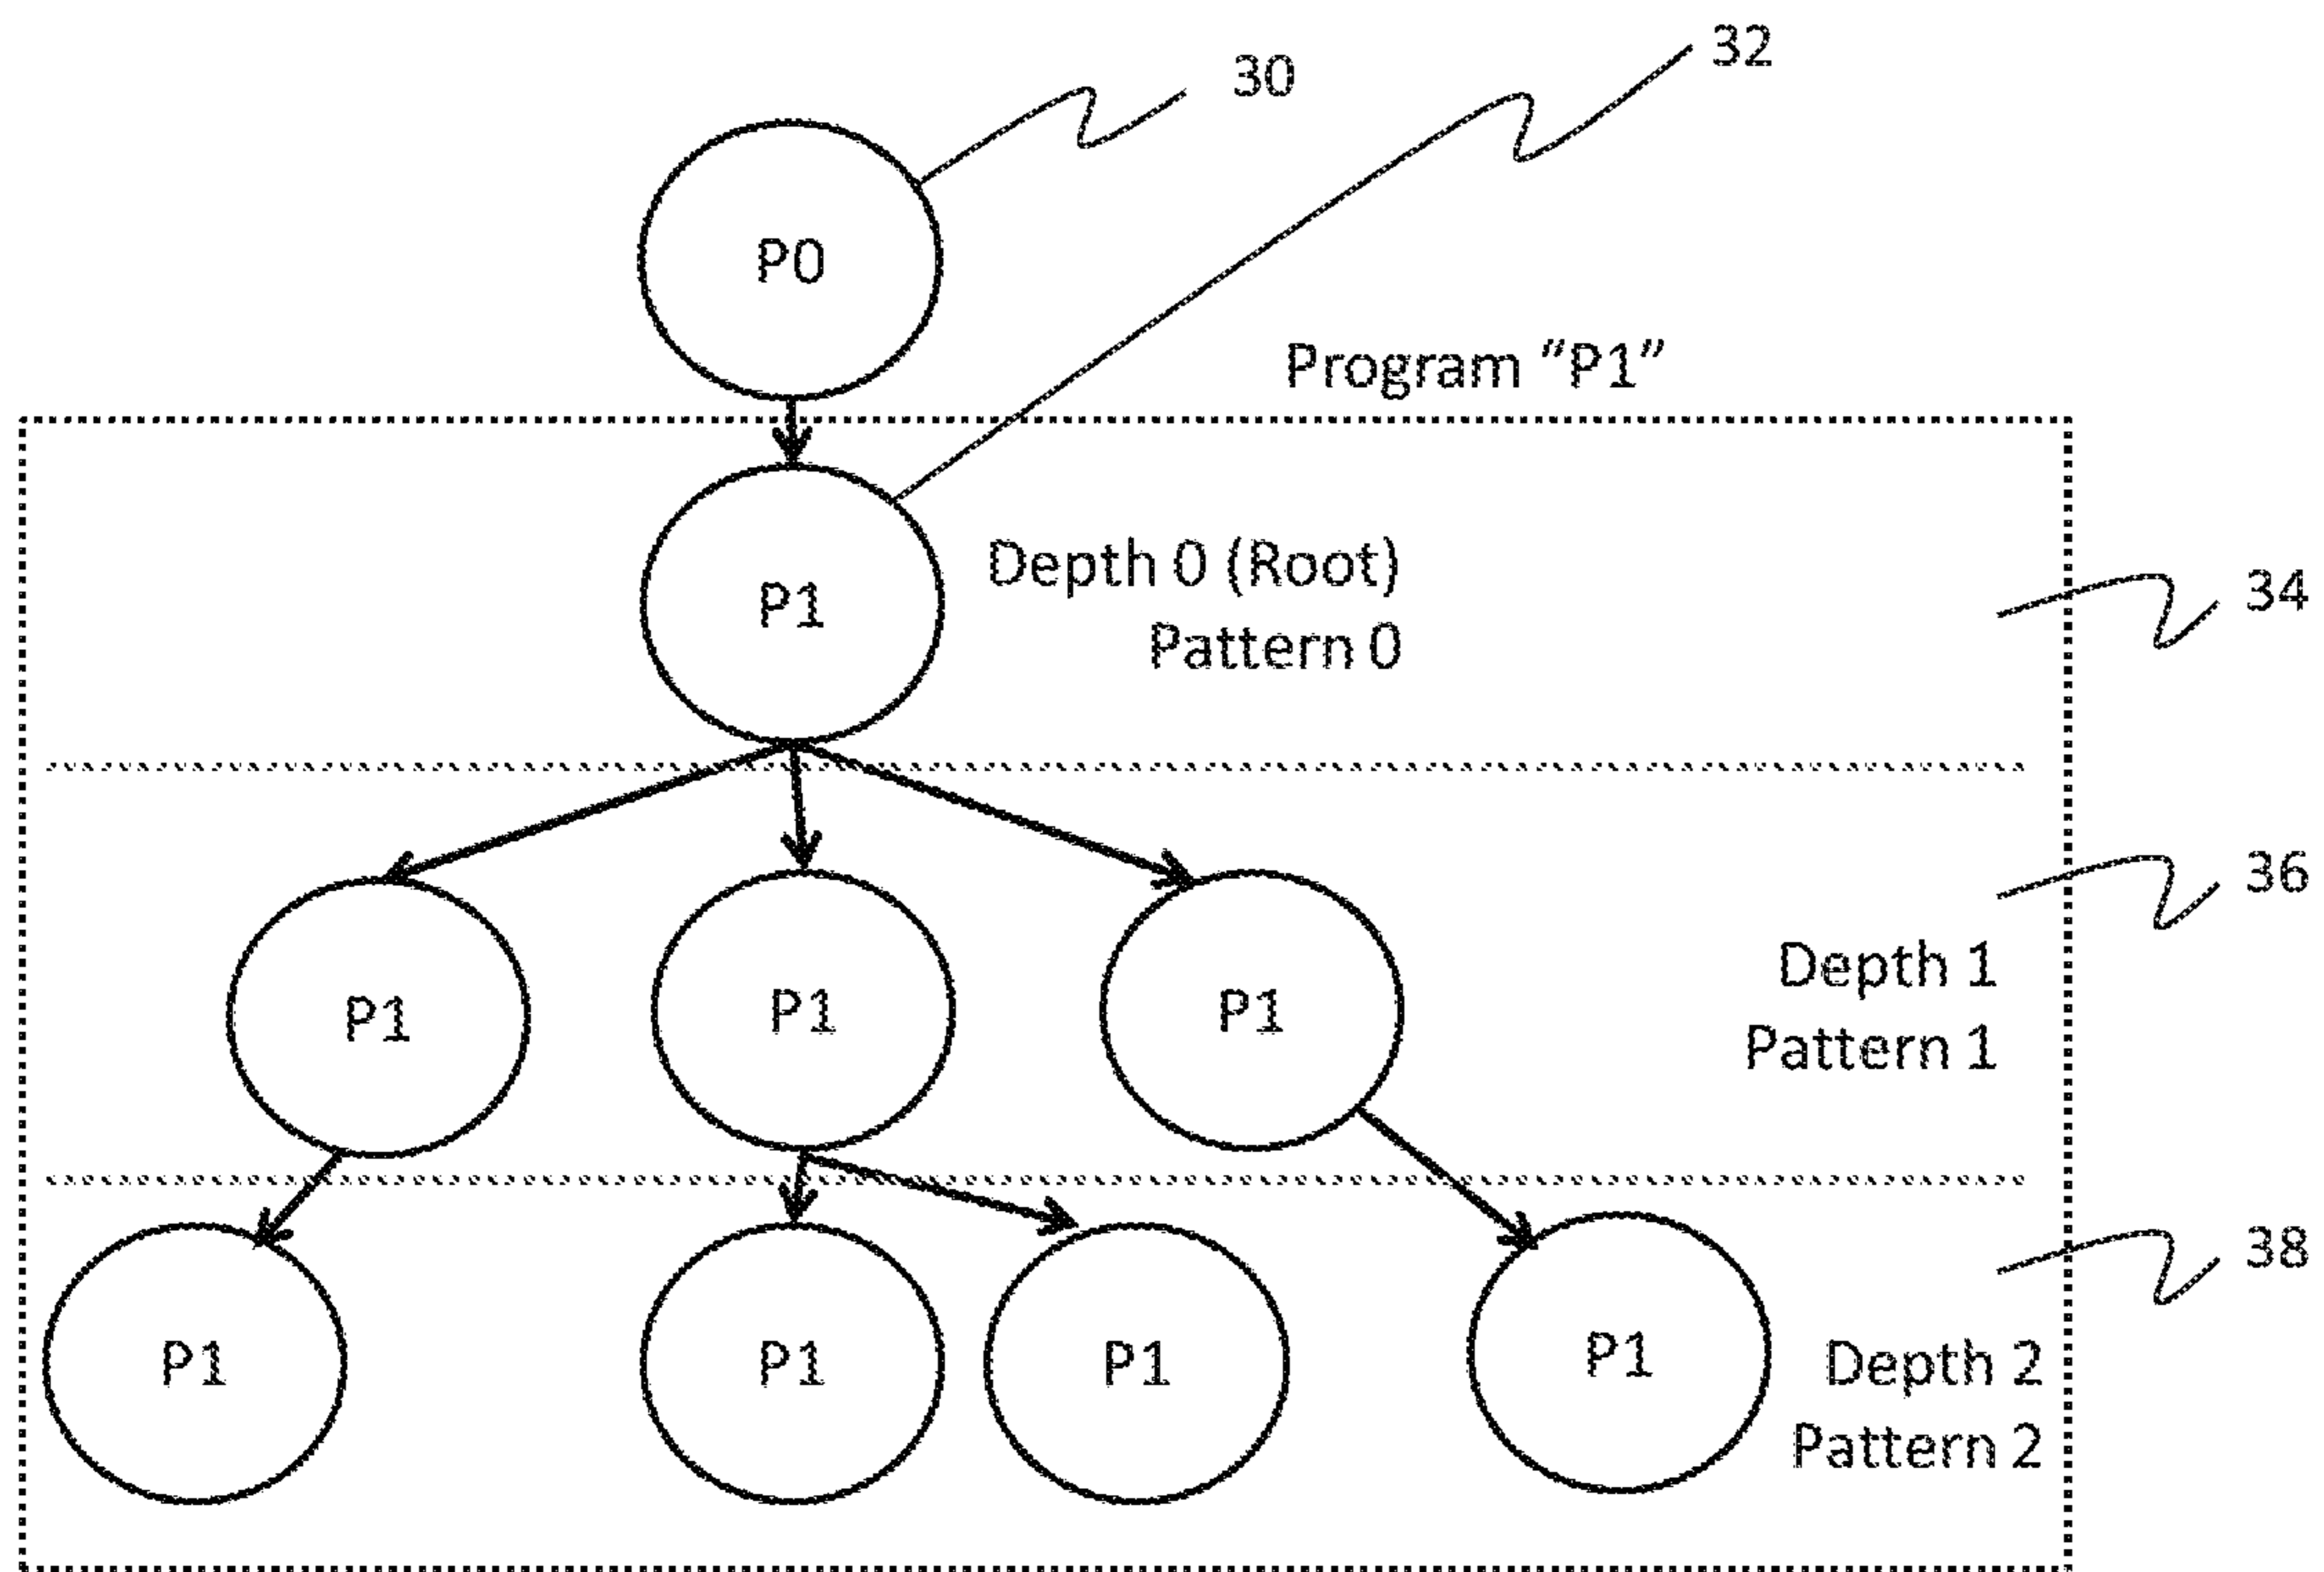 32
30
P0
Program "P1"
Depth 0 (Root)
P1
Pattern 0
34
36
Depth 1
P1 P1 P1
Pattern 1
38
P1 P1 P1 P1
Depth 2
Pattern 2